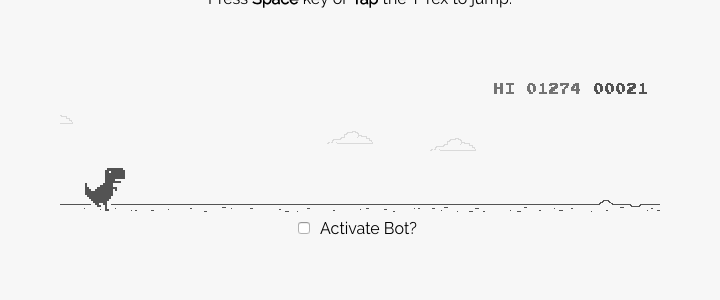 Press Space key or Tap the T-rex to jump.
HI 01274 00021
Activate Bot?